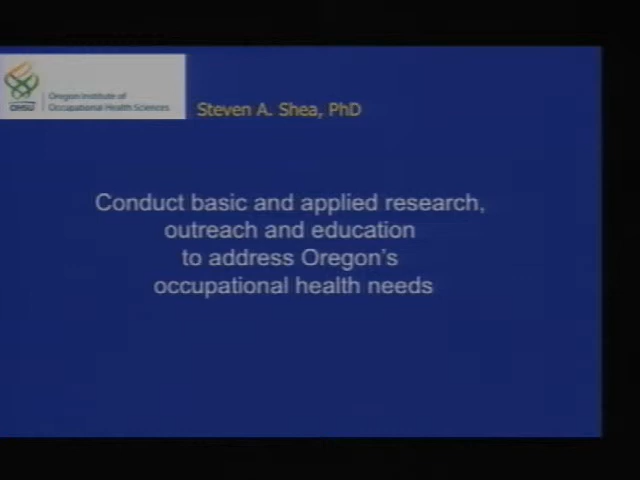 OHSU
Oregon Institute of
Occupational Health Sciences
Steven A. Shea, PhD
Conduct basic and applied research,
outreach and education
to address Oregon's
occupational health needs